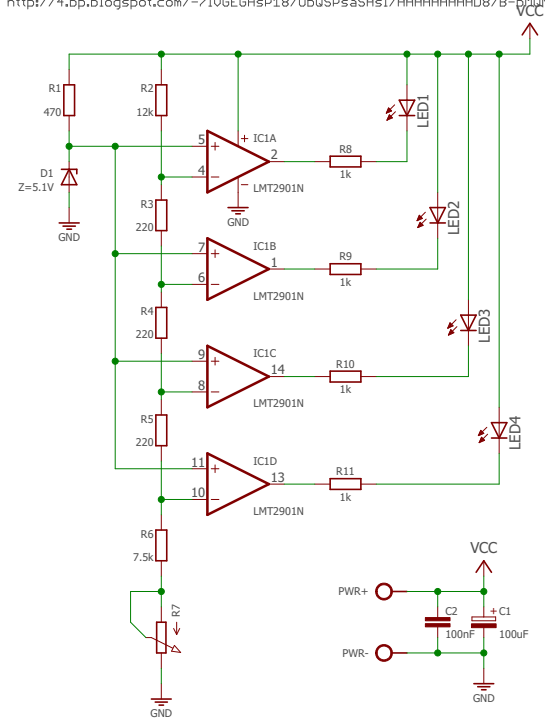 VCC
R1
470
R2
12k
LED1
IC1A
5
+
+
2
R8
1k
4
−
−
LMT2901N
D1
Z=5.1V
GND
GND
R3
220
LED2
IC1B
7
+
1
R9
1k
6
−
LMT2901N
R4
220
LED3
IC1C
9
+
14
R10
1k
8
−
LMT2901N
R5
220
LED4
IC1D
11
+
13
R11
1k
10
−
LMT2901N
R6
7.5k
R7
GND
VCC
PWR+
C2
100nF
+
C1
100uF
PWR-
GND